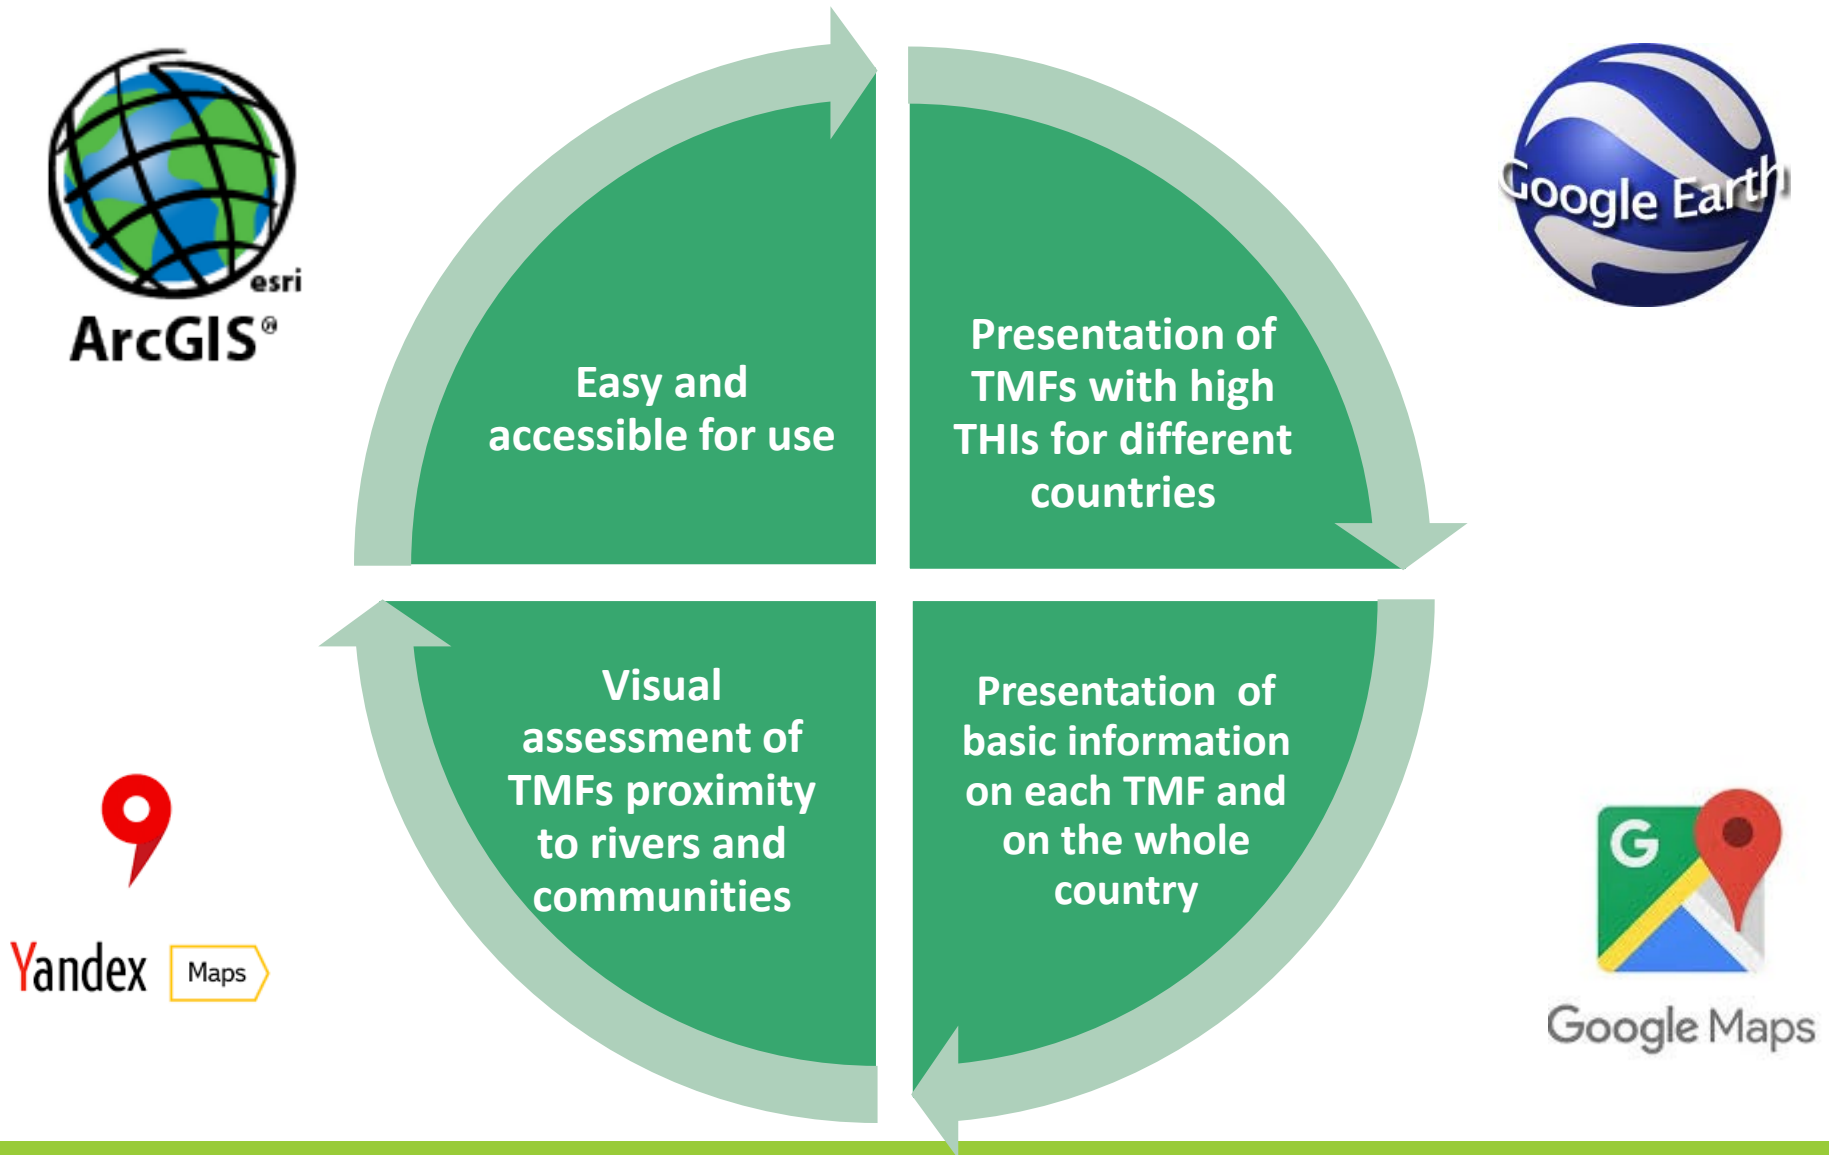 esri
ArcGIS®
Google Earth
Easy and
accessible for use
Presentation of
TMFs with high
THIs for different
countries
Visual
assessment of
TMFs proximity
to rivers and
communities
Presentation of
basic information
on each TMF and
on the whole
country
Yandex Maps
G
Google Maps